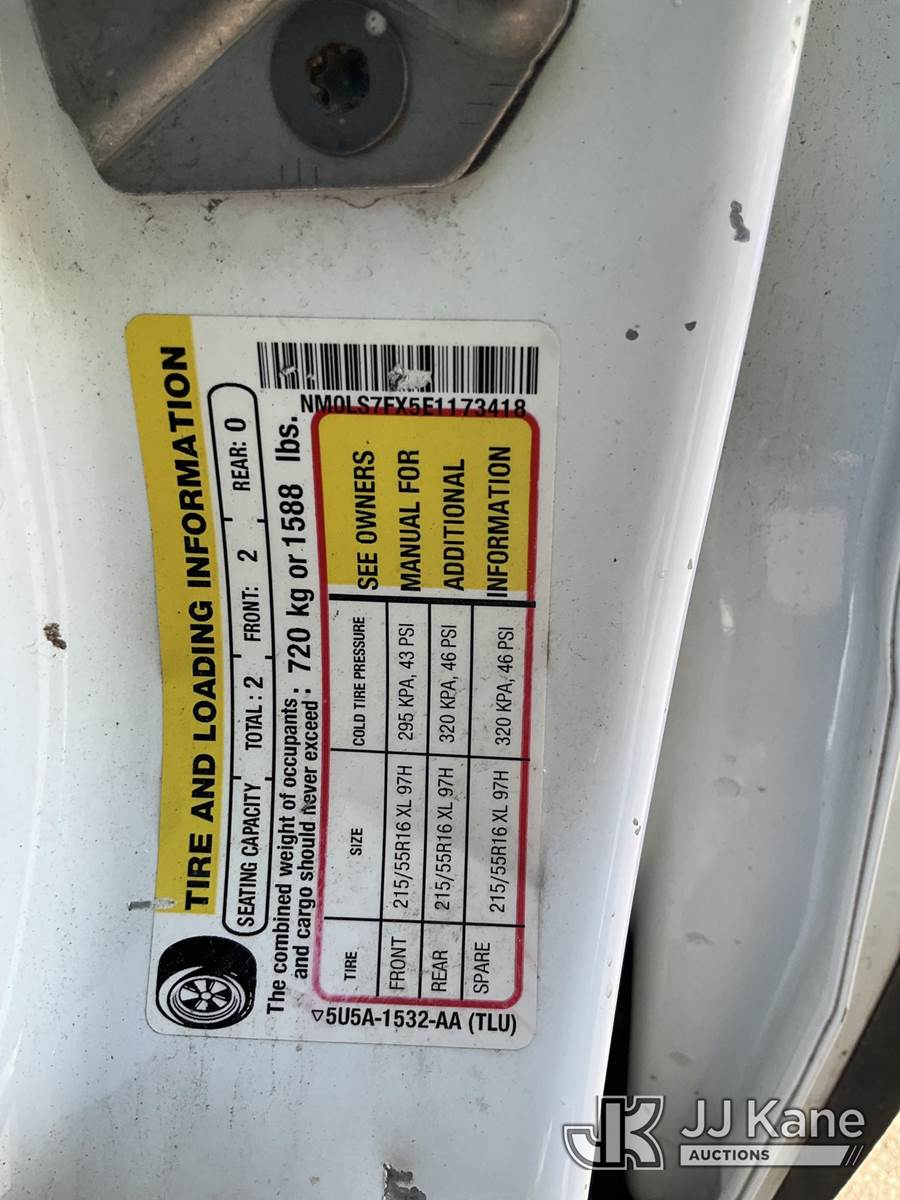 TIRE AND LOADING INFORMATION
SEATING CAPACITY TOTAL : 2 FRONT: 2 REAR: 0
The combined weight of occupants : 720 kg or 1588 lbs.
and cargo should never exceed :
NM0LS7FX5E1173418
TIRE SIZE COLD TIRE PRESSURE
FRONT 215/55R16 XL 97H 295 KPA, 43 PSI
REAR 215/55R16 XL 97H 320 KPA, 46 PSI
SPARE 215/55R16 XL 97H 320 KPA, 46 PSI
SEE OWNERS
MANUAL FOR
ADDITIONAL
INFORMATION
5U5A-1532-AA (TLU)
JK JJ Kane
AUCTIONS